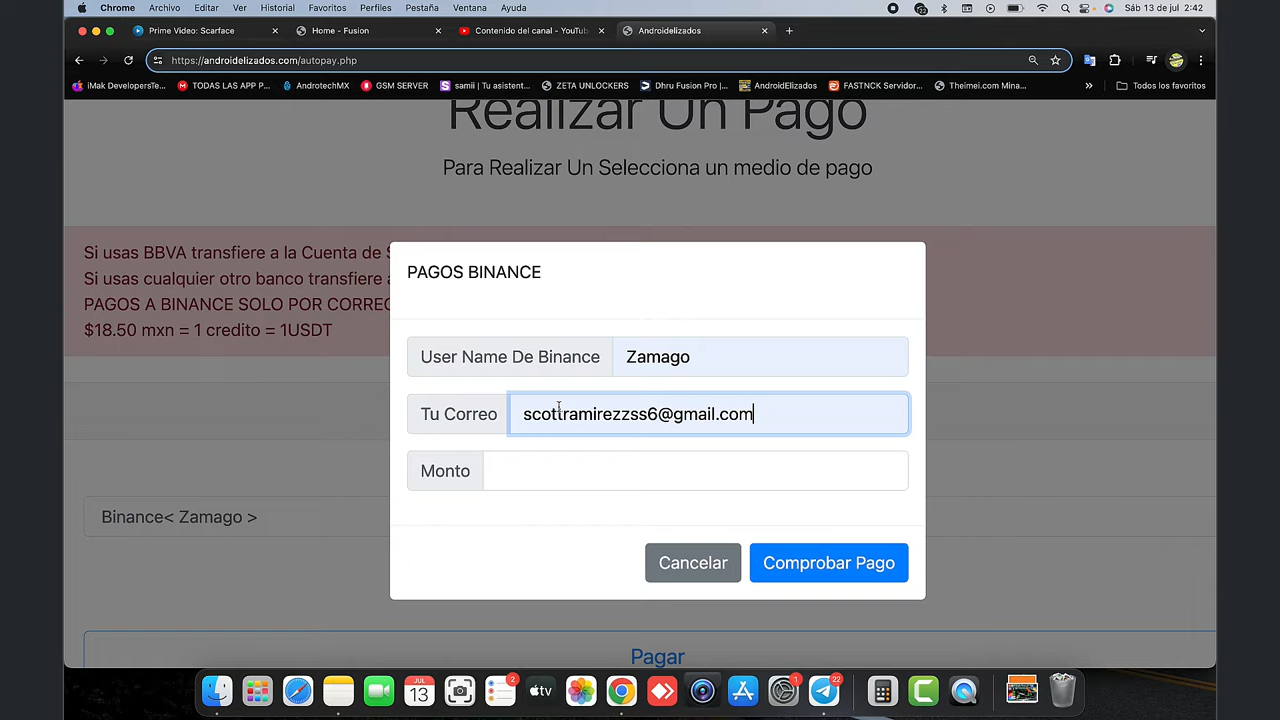 Chrome Archivo Editar Ver Historial Favoritos Perfiles Pestaña Ventana Ayuda Sáb 13 de jul 2:42
Prime Video: Scarface Home - Fusion Contenido del canal - YouTub Androidelizados
https://androidelizados.com/autopay.php
iMak DevelopersTe... TODAS LAS APP P... AndrotechMX GSM SERVER samii | Tu asistent... ZETA UNLOCKERS Dhru Fusion Pro |... AndroidElizados FASTNCK Servidor... Theimei.com Mina... » Todos los favoritos
Realizar Un Pago
Para Realizar Un Selecciona un medio de pago
Si usas BBVA transfiere a la Cuenta de
Si usas cualquier otro banco transfiere
PAGOS A BINANCE SOLO POR CORREO
$18.50 mxn = 1 credito = 1USDT
PAGOS BINANCE
User Name De Binance Zamago
Tu Correo scottramirezzss6@gmail.com
Monto
Binance< Zamago >
Cancelar Comprobar Pago
Pagar
JUL
13
2
tv
1
22